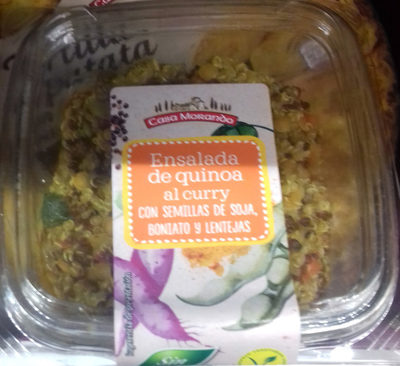 Casa Morando
Ensalada
de quinoa
al curry
CON SEMILLAS DE SOJA,
BONIATO Y LENTEJAS